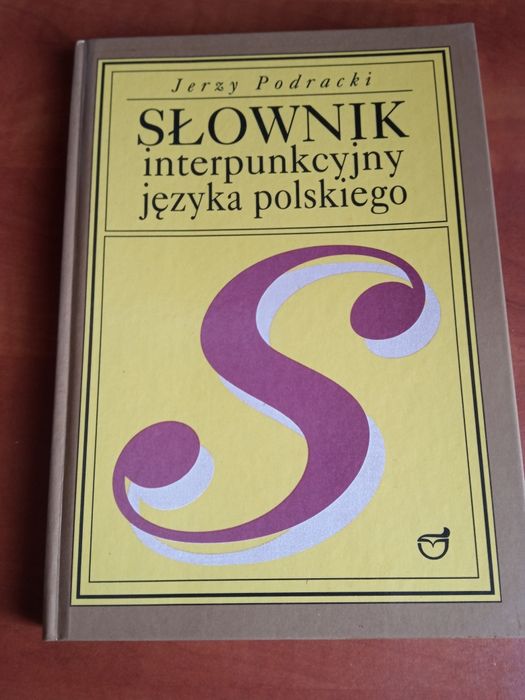 Jerzy Podracki
SŁOWNIK
interpunkcyjny
języka polskiego
S